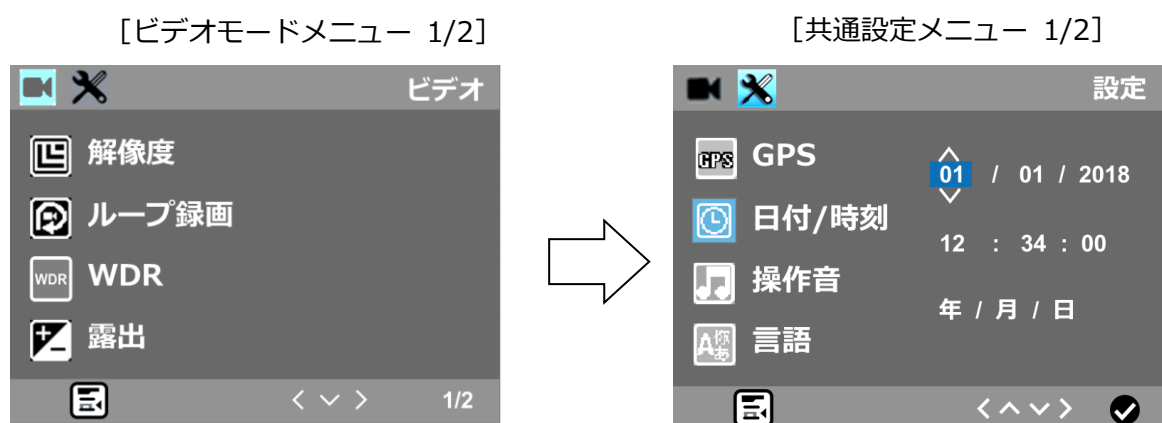 [ビデオモードメニュー 1/2]
ビデオ
解像度
ループ録画
WDR
WDR
露出
1/2
[共通設定メニュー 1/2]
設定
GPS
GPS
01 / 01 / 2018
日付/時刻
12 : 34 : 00
操作音
年 / 月 / 日
A你あ
言語